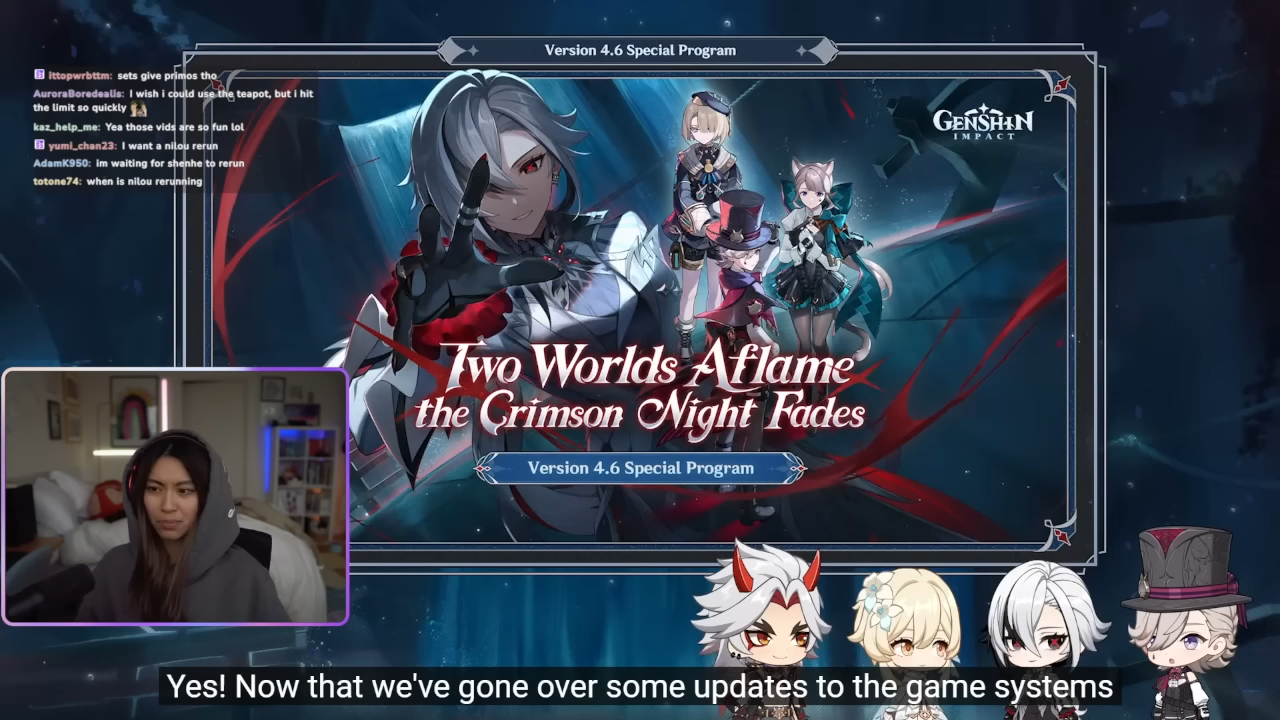 Version 4.6 Special Program
ittopwrbttm: sets give primos tho
AuroraBoredealis: I wish i could use the teapot, but i hit
the limit so quickly
kaz_help_me: Yea those vids are so fun lol
yumi_chan23: I want a nilou rerun
AdamK950: im waiting for shenhe to rerun
totone74: when is nilou rerunning
GENSHIN
IMPACT
Two Worlds Aflame
the Crimson Night Fades
Version 4.6 Special Program
Yes! Now that we've gone over some updates to the game systems